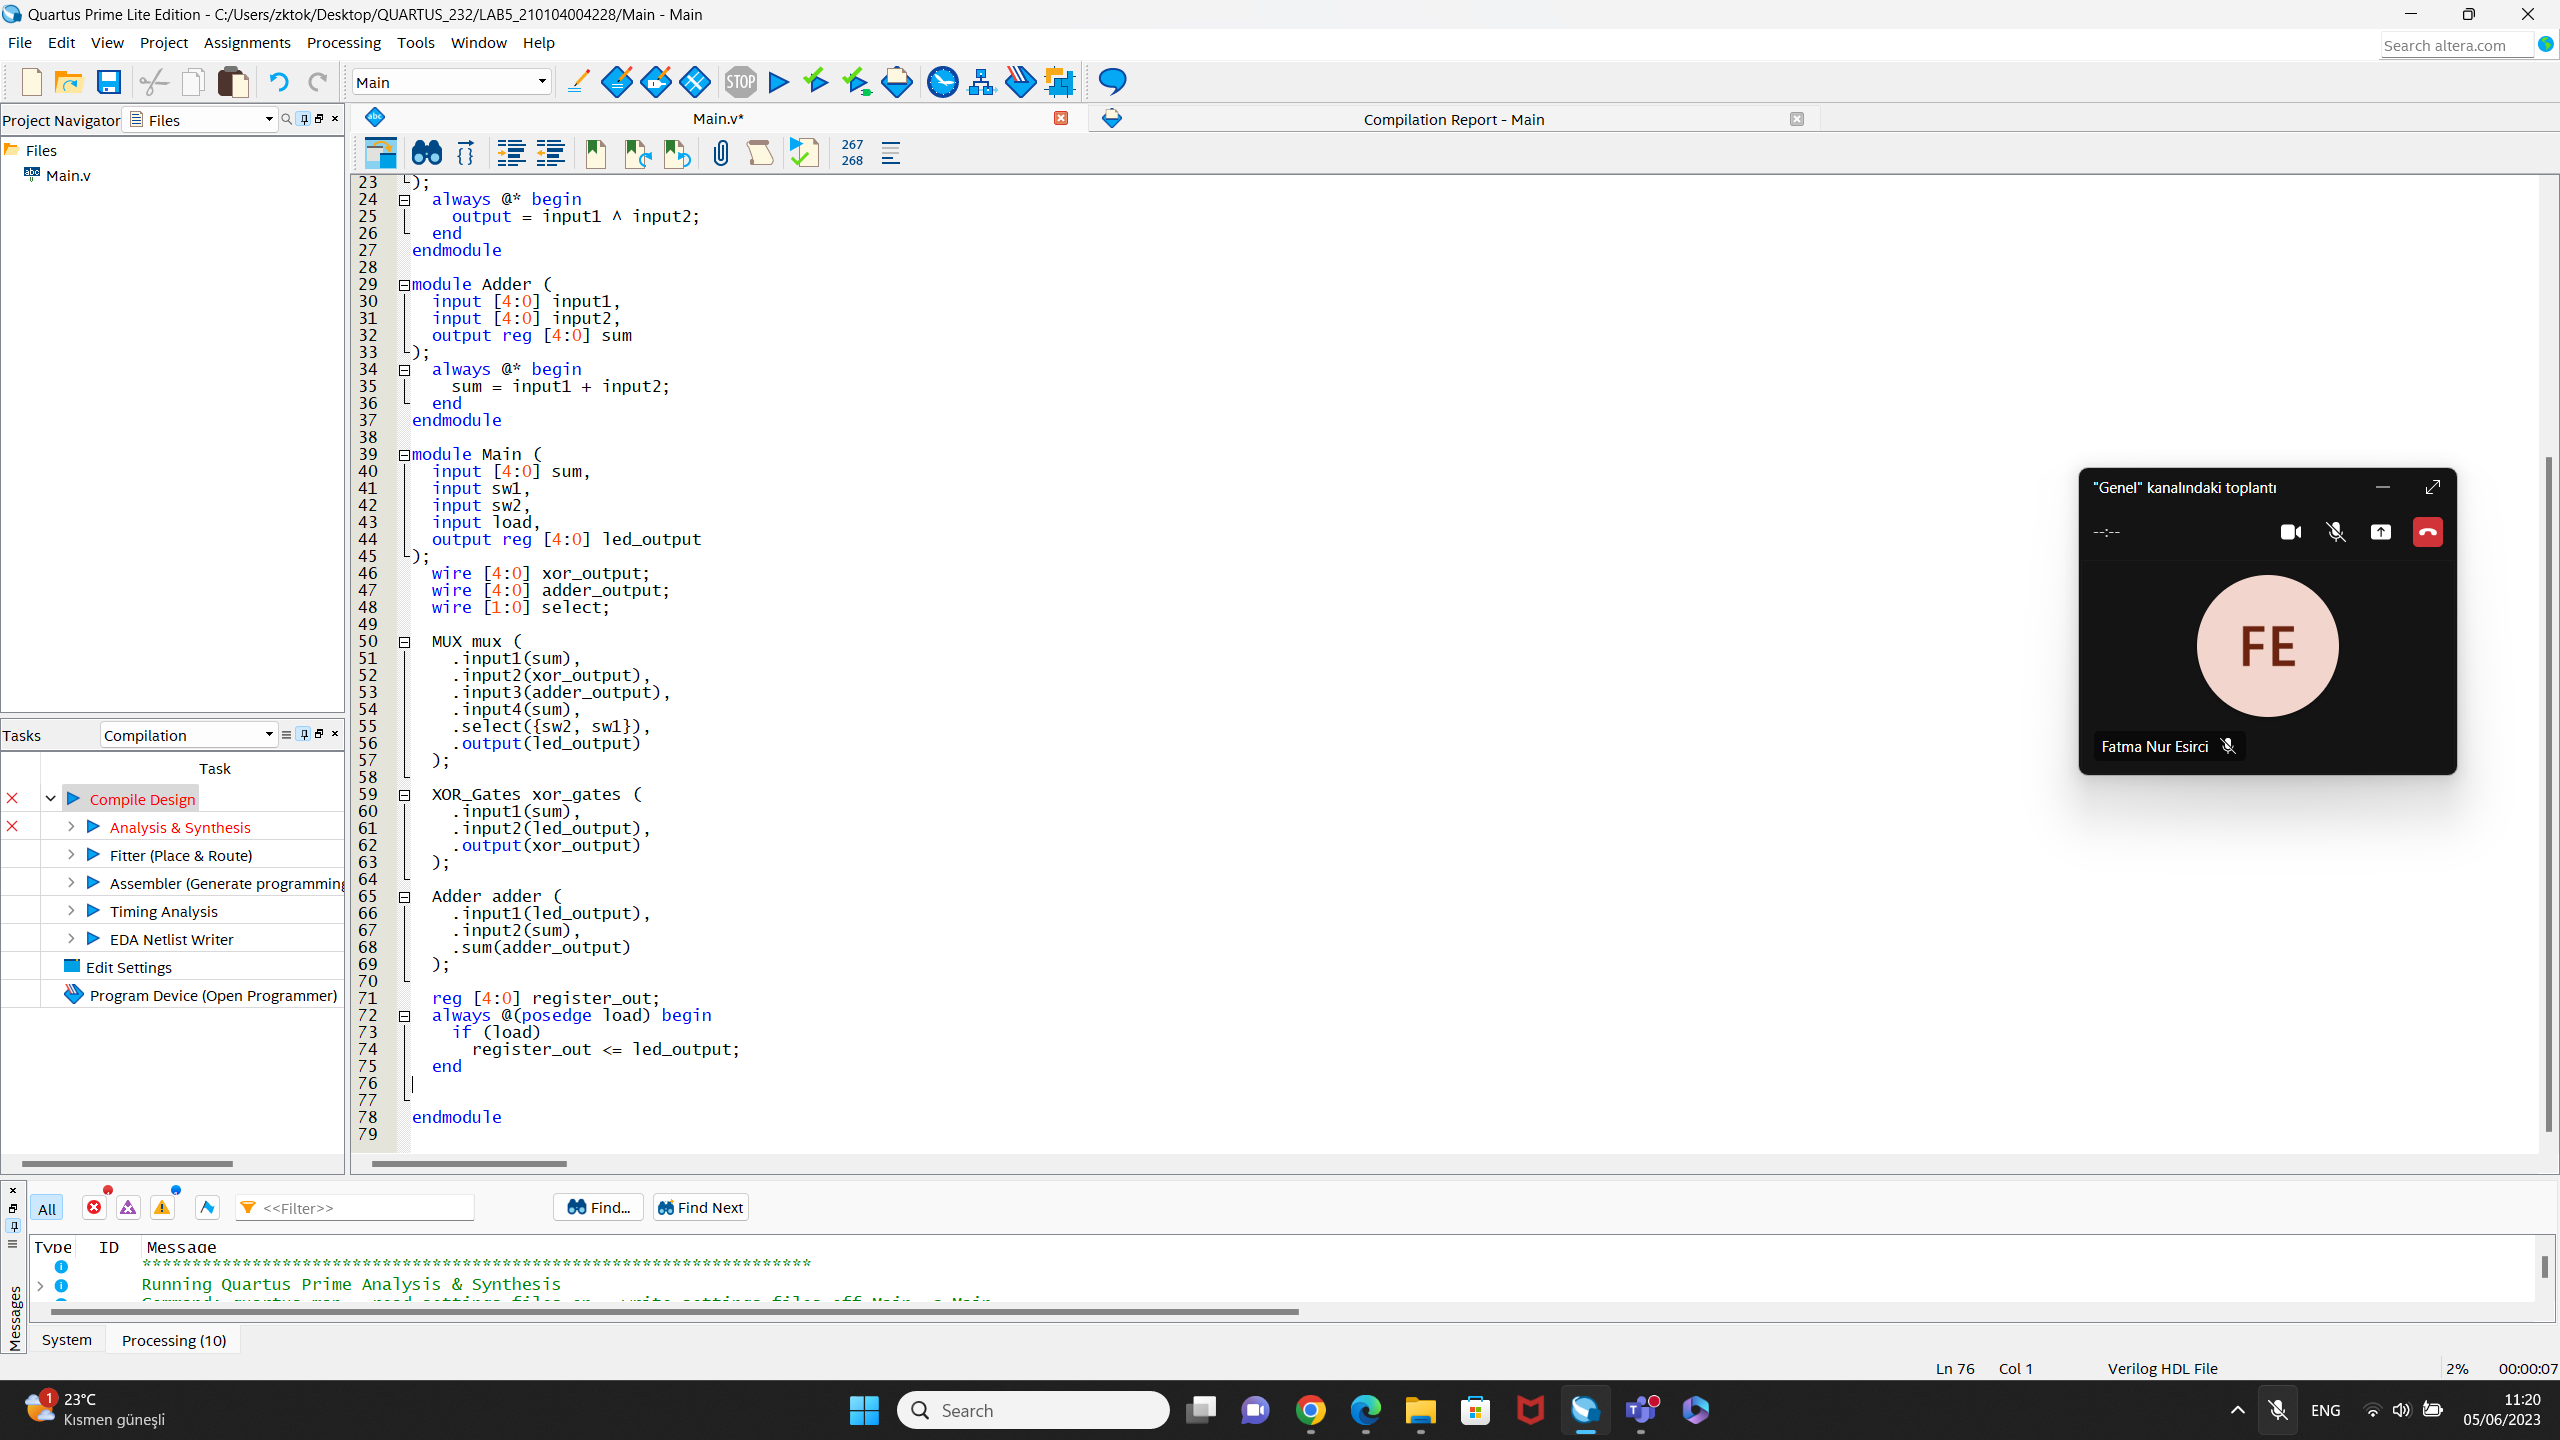 Quartus Prime Lite Edition - C:/Users/zktok/Desktop/QUARTUS_232/LAB5_210104004228/Main - Main
File Edit View Project Assignments Processing Tools Window Help
Search altera.com
Main
STOP
Project Navigator Files
Main.v*
Compilation Report - Main
Files
Main.v
267
268
23 );
24 always @* begin
25 output = input1 ^ input2;
26 end
27 endmodule
28
29 module Adder (
30 input [4:0] input1,
31 input [4:0] input2,
32 output reg [4:0] sum
33 );
34 always @* begin
35 sum = input1 + input2;
36 end
37 endmodule
38
39 module Main (
40 input [4:0] sum,
41 input sw1,
42 input sw2,
43 input load,
44 output reg [4:0] led_output
45 );
46 wire [4:0] xor_output;
47 wire [4:0] adder_output;
48 wire [1:0] select;
49
50 MUX mux (
51 .input1(sum),
52 .input2(xor_output),
53 .input3(adder_output),
54 .input4(sum),
55 .select({sw2, sw1}),
56 .output(led_output)
57 );
58
59 XOR_Gates xor_gates (
60 .input1(sum),
61 .input2(led_output),
62 .output(xor_output)
63 );
64
65 Adder adder (
66 .input1(led_output),
67 .input2(sum),
68 .sum(adder_output)
69 );
70
71 reg [4:0] register_out;
72 always @(posedge load) begin
73 if (load)
74 register_out <= led_output;
75 end
76
77
78 endmodule
79
"Genel" kanalındaki toplantı
--:--
FE
Fatma Nur Esirci
Tasks Compilation
Task
Compile Design
Analysis & Synthesis
Fitter (Place & Route)
Assembler (Generate programming
Timing Analysis
EDA Netlist Writer
Edit Settings
Program Device (Open Programmer)
All
<<Filter>>
Find...
Find Next
Type ID Message
*******************************************************************
Running Quartus Prime Analysis & Synthesis
Messages
System
Processing (10)
Ln 76 Col 1 Verilog HDL File 2% 00:00:07
1
23°C
Kısmen güneşli
Search
ENG
11:20
05/06/2023